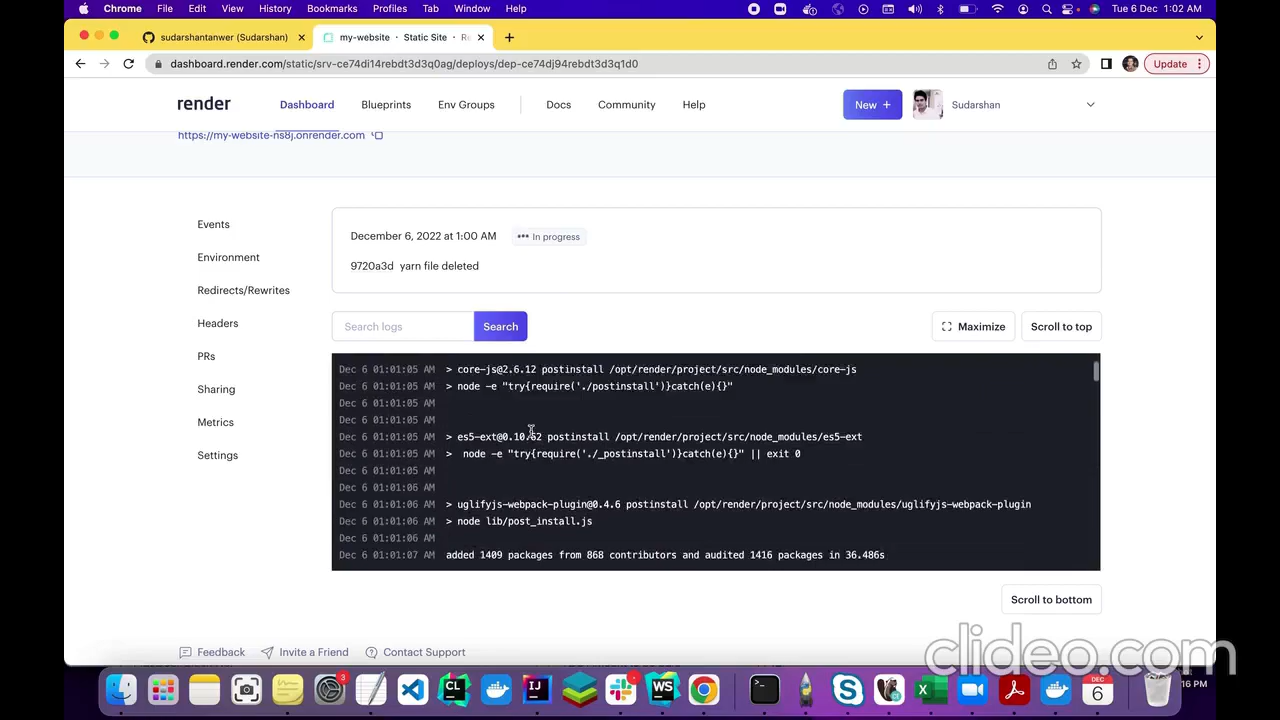 Chrome File Edit View History Bookmarks Profiles Tab Window Help Tue 6 Dec 1:02 AM
sudarshantanwer (Sudarshan) my-website · Static Site · Re
dashboard.render.com/static/srv-ce74di14rebdt3d3q0ag/deploys/dep-ce74dj94rebdt3d3q1d0 Update
render Dashboard Blueprints Env Groups Docs Community Help New + Sudarshan
https://my-website-ns8j.onrender.com
Events
Environment
Redirects/Rewrites
Headers
PRs
Sharing
Metrics
Settings
December 6, 2022 at 1:00 AM ••• In progress
9720a3d yarn file deleted
Search logs Search Maximize Scroll to top
Dec 6 01:01:05 AM > core-js@2.6.12 postinstall /opt/render/project/src/node_modules/core-js
Dec 6 01:01:05 AM > node -e "try{require('./postinstall')}catch(e){}"
Dec 6 01:01:05 AM
Dec 6 01:01:05 AM
Dec 6 01:01:05 AM > es5-ext@0.10.62 postinstall /opt/render/project/src/node_modules/es5-ext
Dec 6 01:01:05 AM > node -e "try{require('./_postinstall')}catch(e){}" || exit 0
Dec 6 01:01:05 AM
Dec 6 01:01:06 AM
Dec 6 01:01:06 AM > uglifyjs-webpack-plugin@0.4.6 postinstall /opt/render/project/src/node_modules/uglifyjs-webpack-plugin
Dec 6 01:01:06 AM > node lib/post_install.js
Dec 6 01:01:06 AM
Dec 6 01:01:07 AM added 1409 packages from 868 contributors and audited 1416 packages in 36.486s
Scroll to bottom
Feedback Invite a Friend Contact Support
clideo.com
3 CL IJ WS DEC 6 16 PM